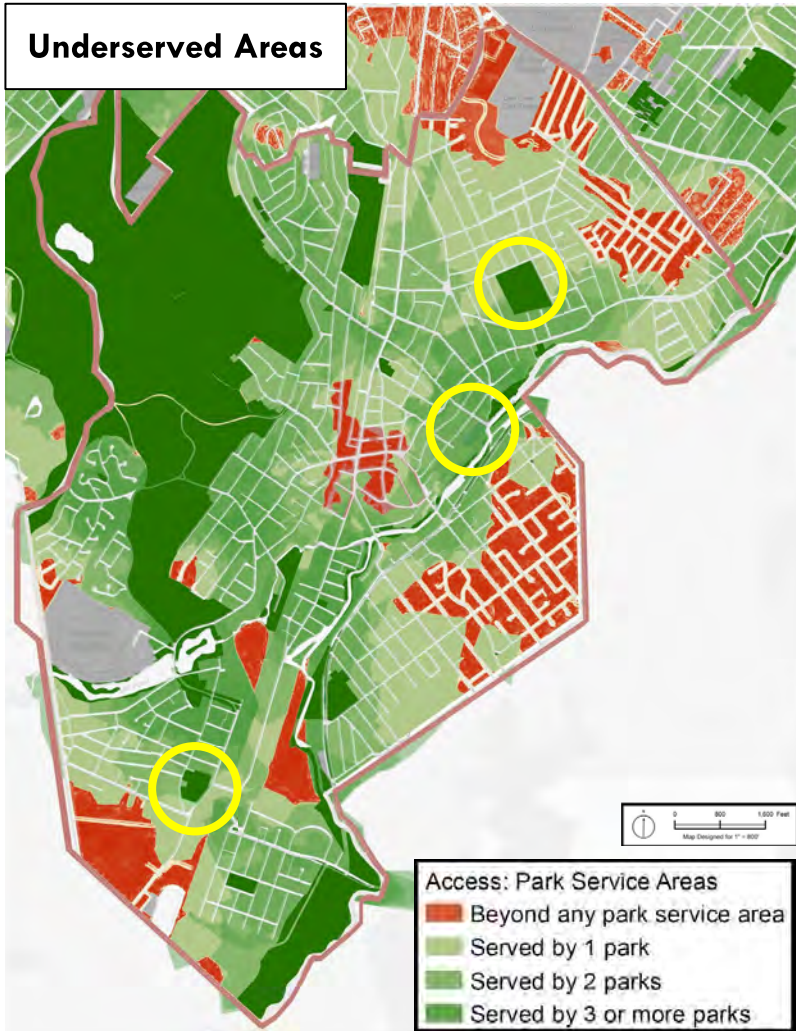 Underserved Areas
0 800 1,600 Feet
Map Designed for 1" = 800'
Access: Park Service Areas
Beyond any park service area
Served by 1 park
Served by 2 parks
Served by 3 or more parks